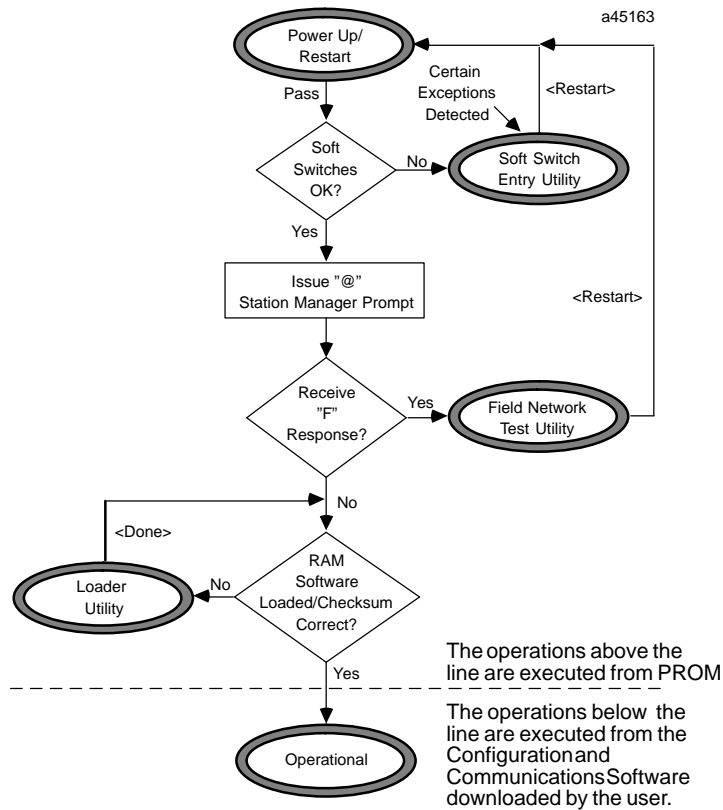 a45163
Power Up/
Restart
Certain
Exceptions
Detected
<Restart>
Pass
Soft
Switches
OK?
No
Soft Switch
Entry Utility
Yes
Issue "@"
Station Manager Prompt
<Restart>
Receive
"F"
Response?
Yes
Field Network
Test Utility
No
<Done>
RAM
Software
Loaded/Checksum
Correct?
No
Loader
Utility
Yes
The operations above the
line are executed from PROM
The operations below the
line are executed from the
Configuration and
Communications Software
downloaded by the user.
Operational